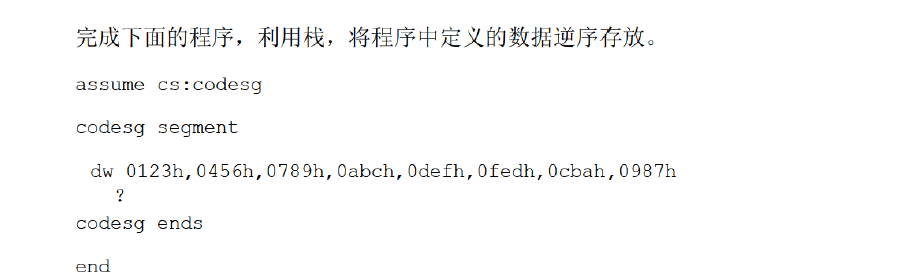 完成下面的程序，利用栈，将程序中定义的数据逆序存放。
assume cs:codesg
codesg segment
dw 0123h,0456h,0789h,0abch,0defh,0fedh,0cbah,0987h
?
codesg ends
end